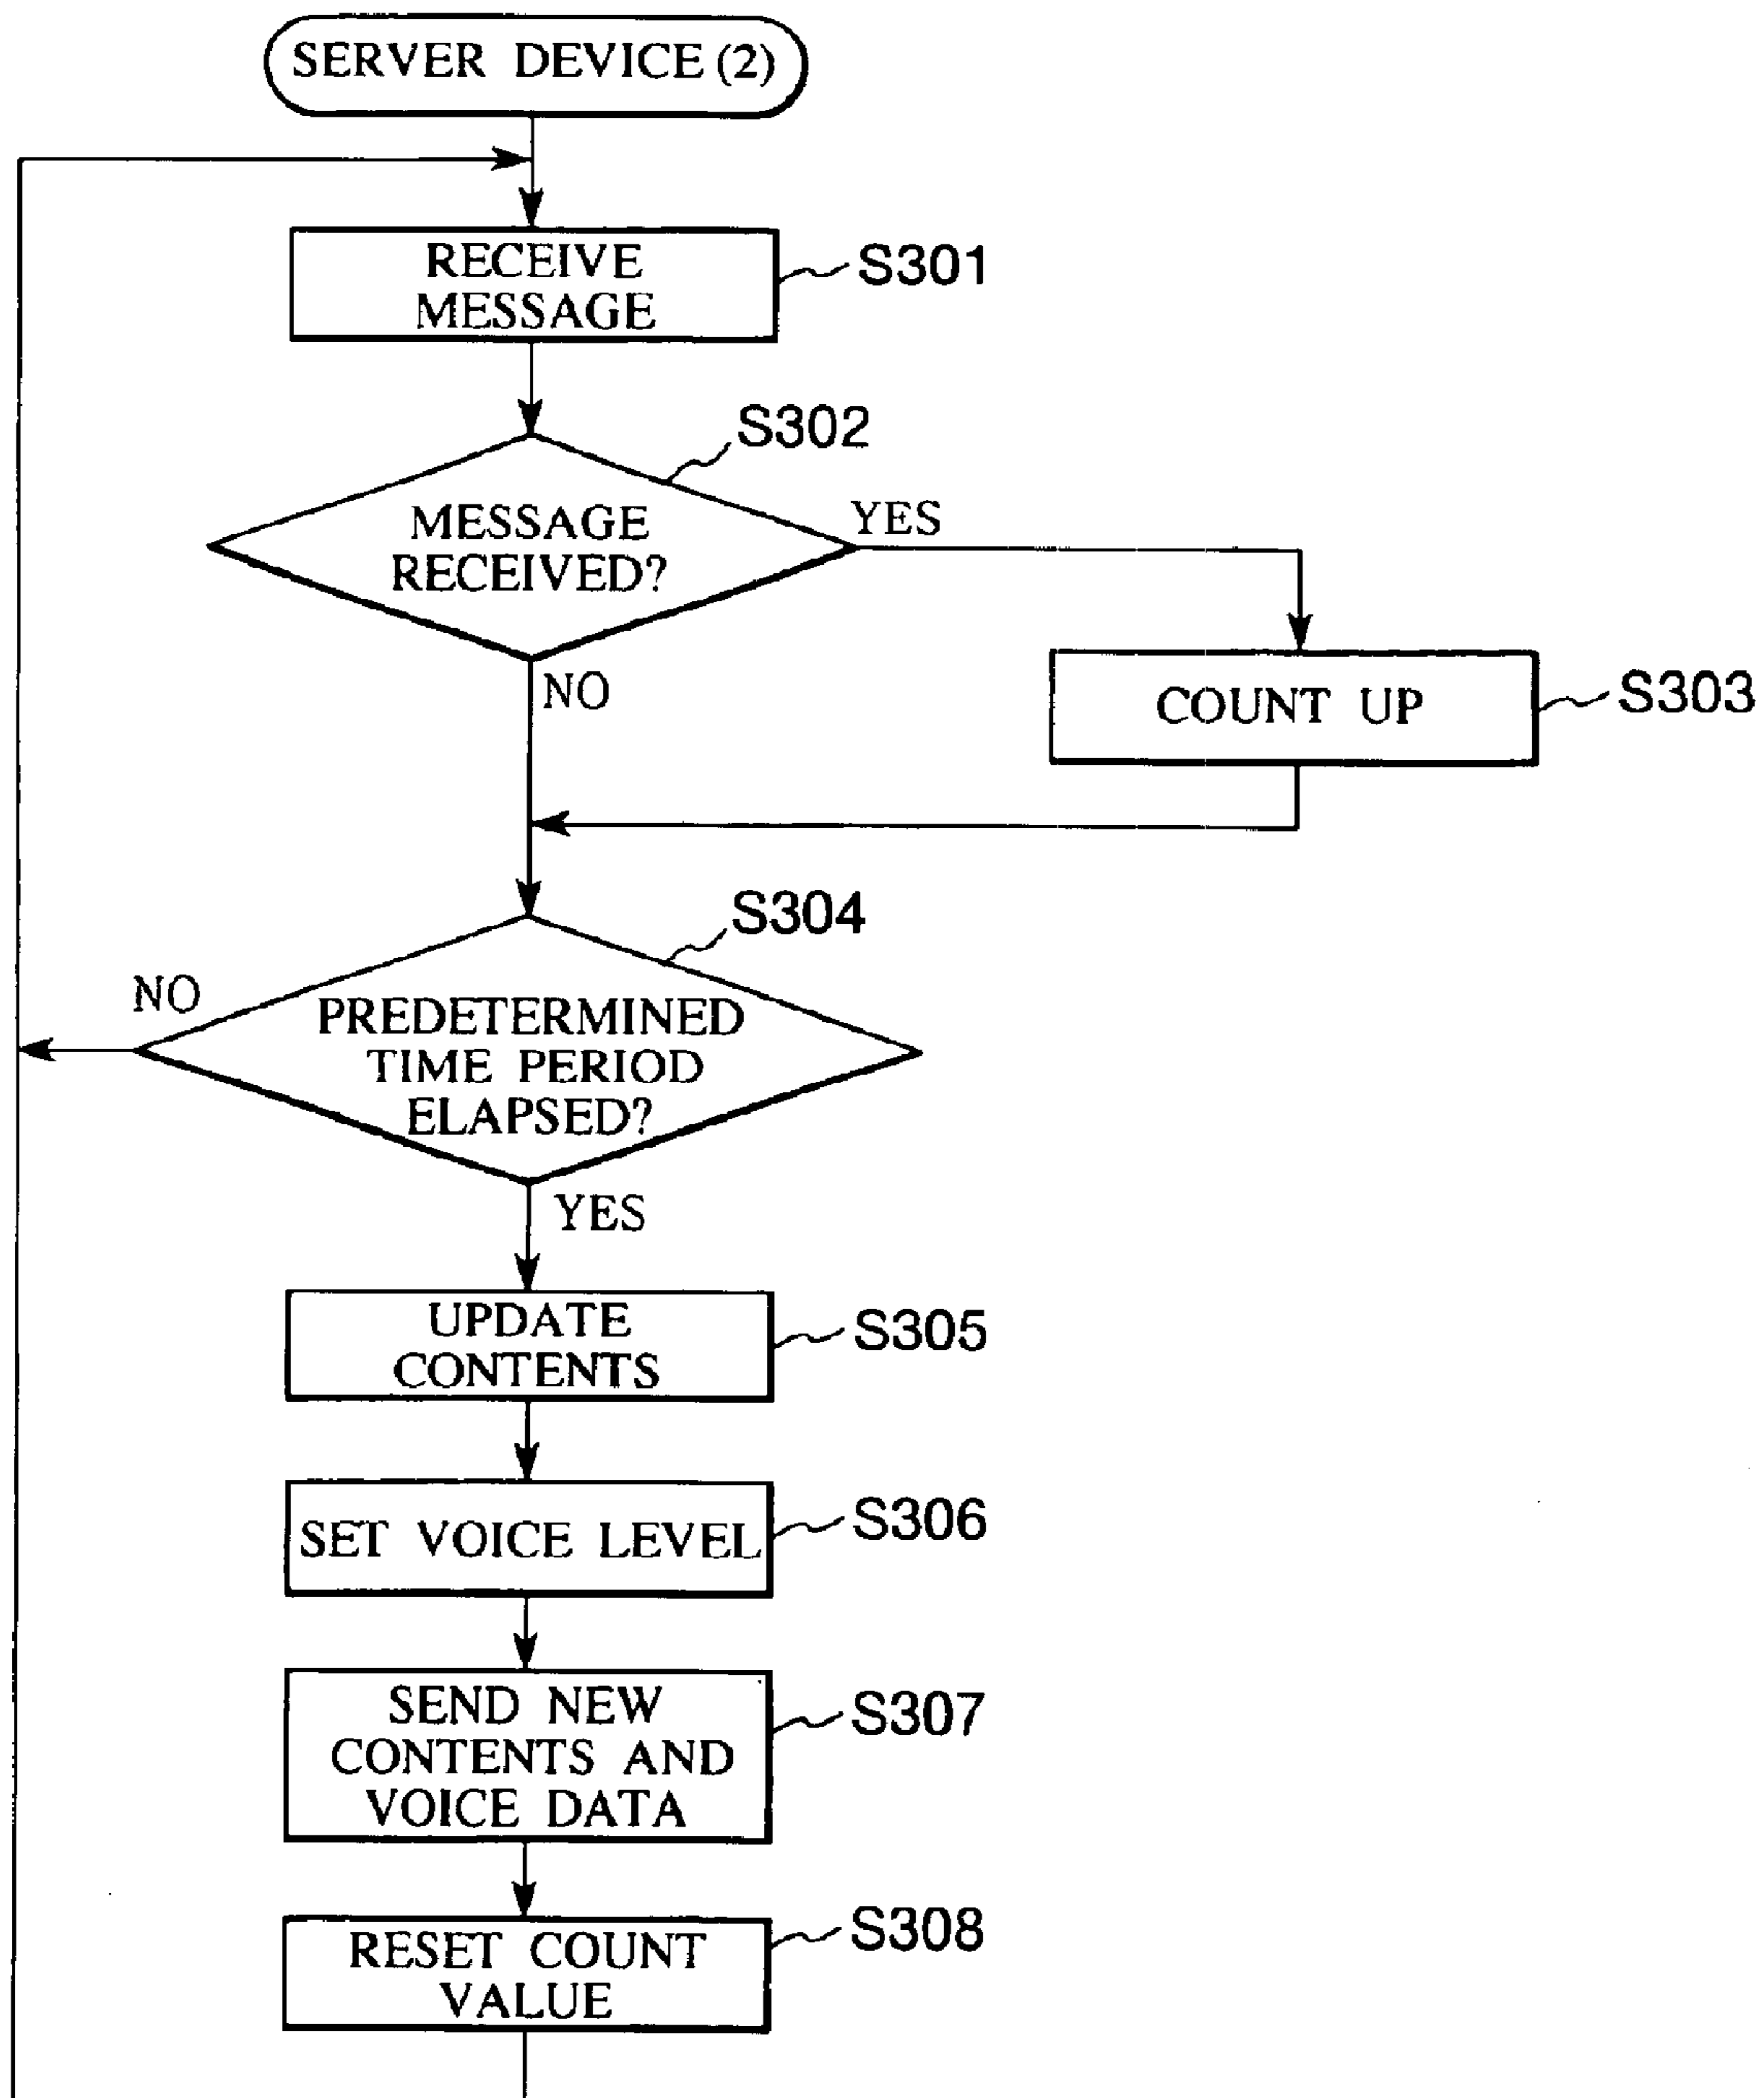 SERVER DEVICE (2)
RECEIVE
MESSAGE
S301
S302
MESSAGE
RECEIVED?
YES
NO
COUNT UP
S303
S304
NO
PREDETERMINED
TIME PERIOD
ELAPSED?
YES
UPDATE
CONTENTS
S305
SET VOICE LEVEL
S306
SEND NEW
CONTENTS AND
VOICE DATA
S307
RESET COUNT
VALUE
S308